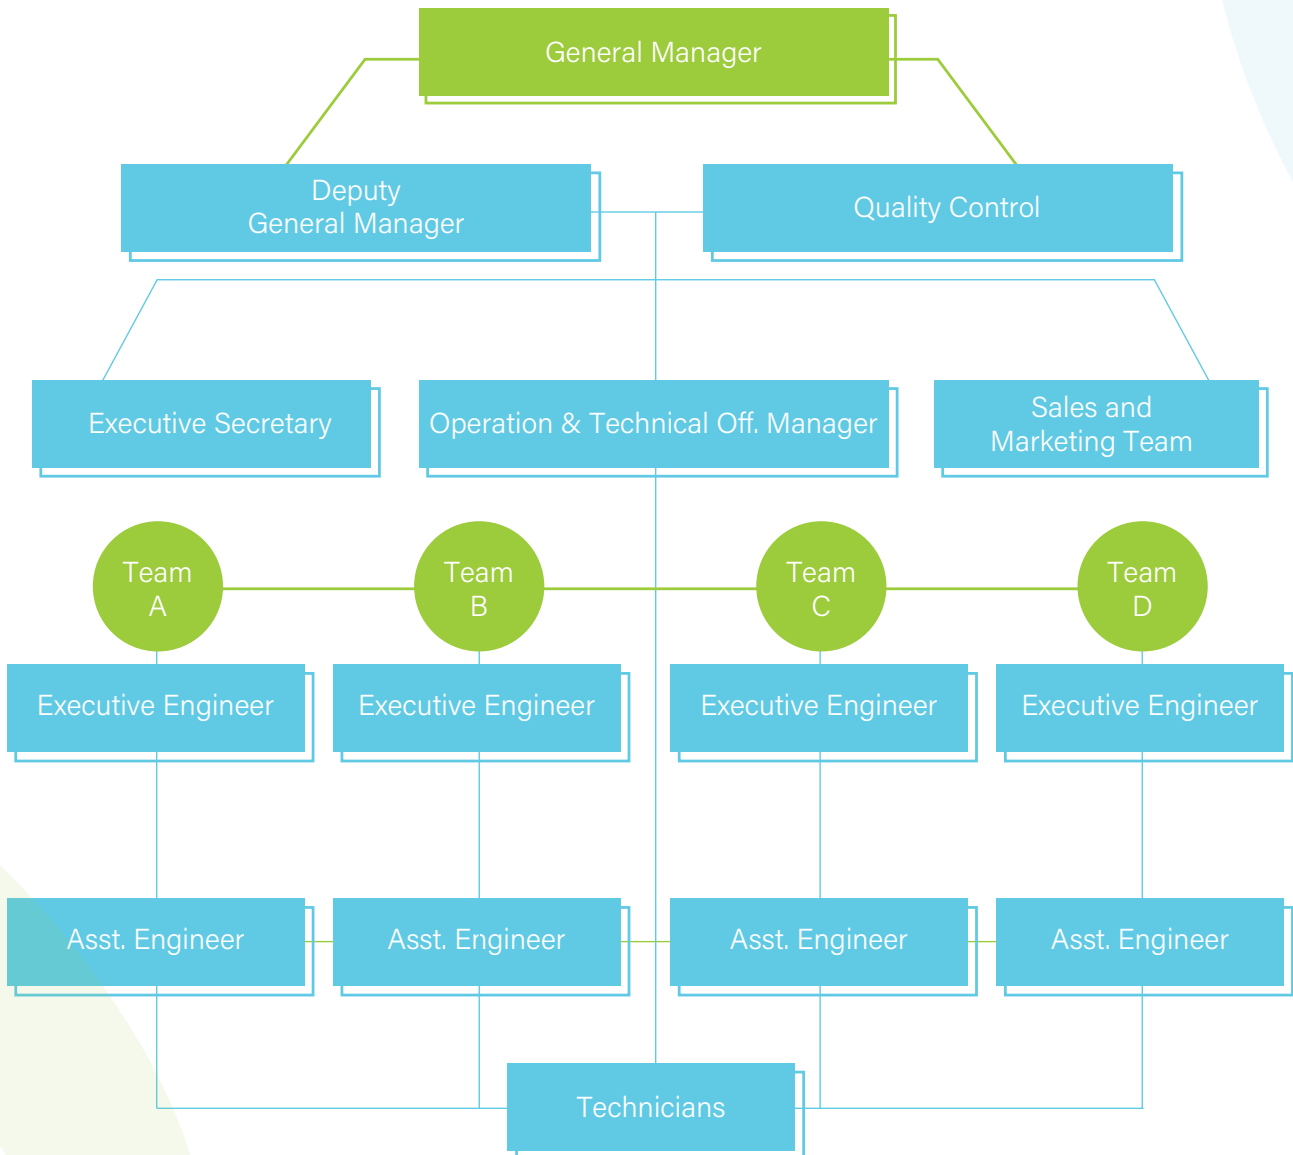 General Manager
Deputy
General Manager
Quality Control
Executive Secretary
Operation & Technical Off. Manager
Sales and
Marketing Team
Team
A
Team
B
Team
C
Team
D
Executive Engineer
Executive Engineer
Executive Engineer
Executive Engineer
Asst. Engineer
Asst. Engineer
Asst. Engineer
Asst. Engineer
Technicians